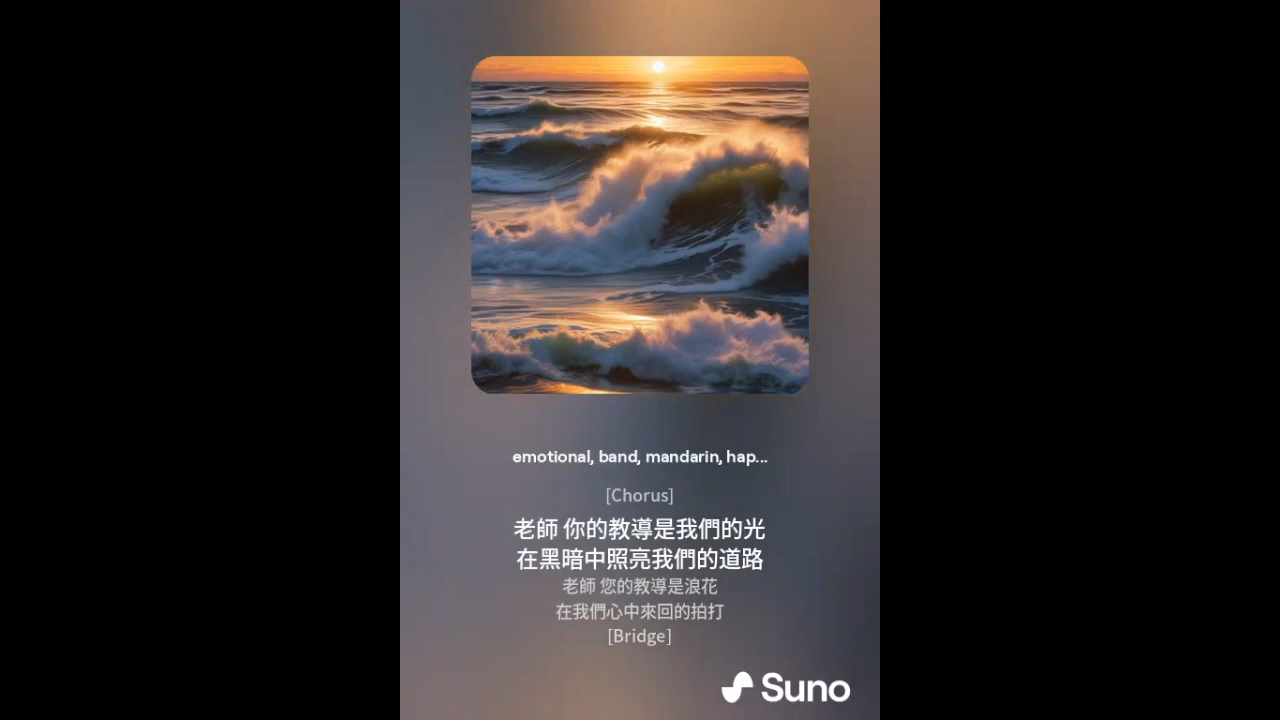 emotional, band, mandarin, hap...
[Chorus]
老師 你的教導是我們的光
在黑暗中照亮我們的道路
老師 您的教導是浪花
在我們心中來回的拍打
[Bridge]
Suno